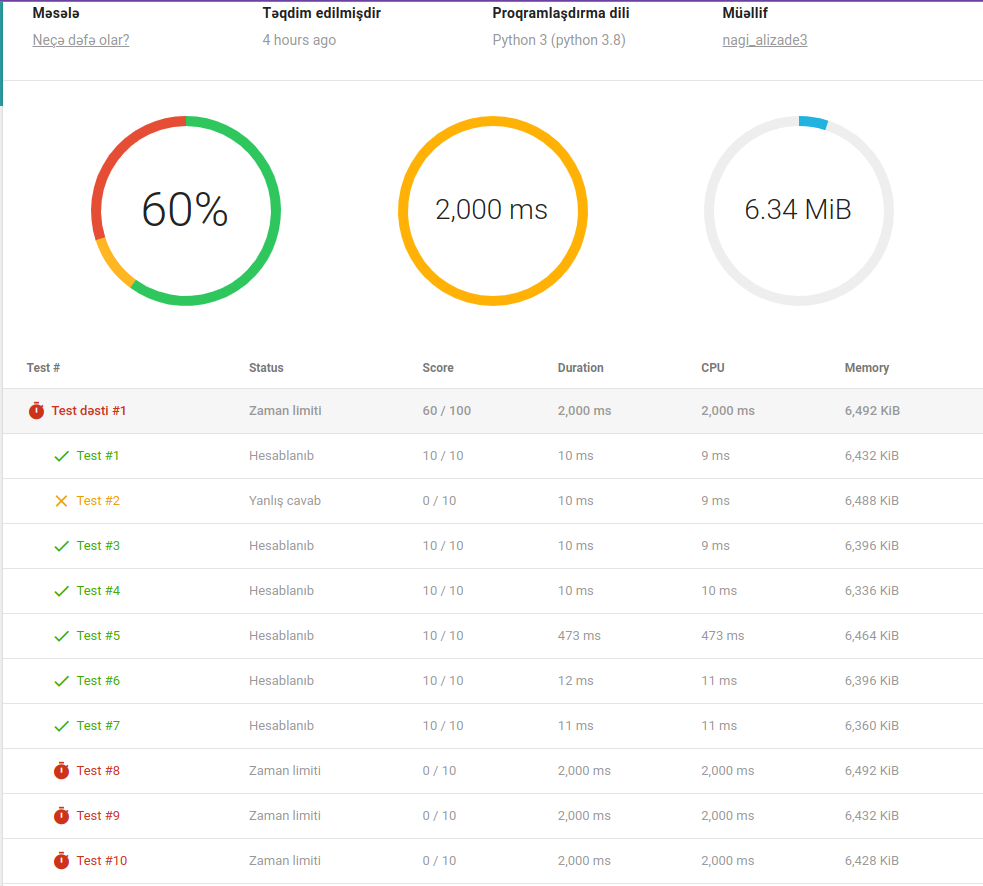 Məsələ Təqdim edilmişdir Proqramlaşdırma dili Müəllif
Neçə dəfə olar? 4 hours ago Python 3 (python 3.8) nagi_alizade3
60% 2,000 ms 6.34 MiB
Test # Status Score Duration CPU Memory
Test dəsti #1 Zaman limiti 60 / 100 2,000 ms 2,000 ms 6,492 KiB
Test #1 Hesablanıb 10 / 10 10 ms 9 ms 6,432 KiB
Test #2 Yanlış cavab 0 / 10 10 ms 9 ms 6,488 KiB
Test #3 Hesablanıb 10 / 10 10 ms 9 ms 6,396 KiB
Test #4 Hesablanıb 10 / 10 10 ms 10 ms 6,336 KiB
Test #5 Hesablanıb 10 / 10 473 ms 473 ms 6,464 KiB
Test #6 Hesablanıb 10 / 10 12 ms 11 ms 6,396 KiB
Test #7 Hesablanıb 10 / 10 11 ms 11 ms 6,360 KiB
Test #8 Zaman limiti 0 / 10 2,000 ms 2,000 ms 6,492 KiB
Test #9 Zaman limiti 0 / 10 2,000 ms 2,000 ms 6,432 KiB
Test #10 Zaman limiti 0 / 10 2,000 ms 2,000 ms 6,428 KiB